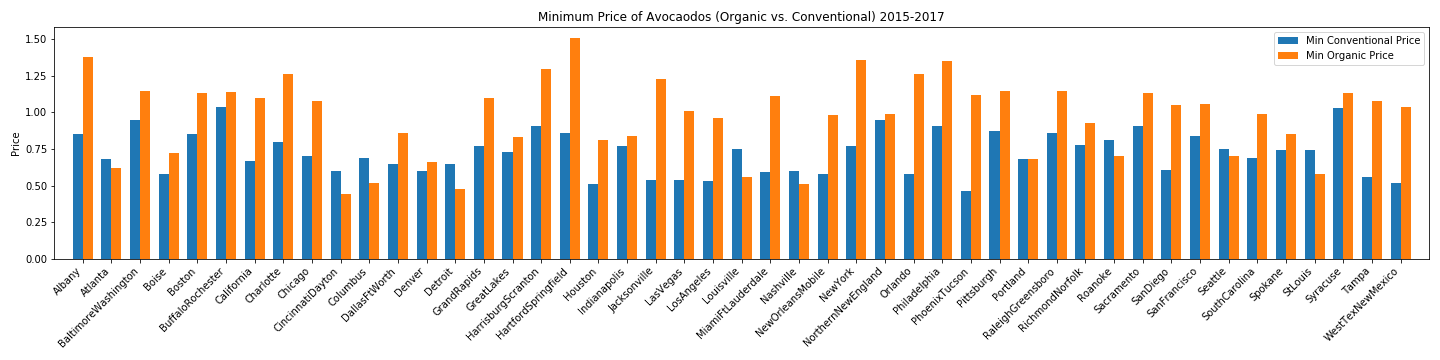 Minimum Price of Avocaodos (Organic vs. Conventional) 2015-2017
Min Conventional Price
Min Organic Price
Price
1.50
1.25
1.00
0.75
0.50
0.25
0.00
Albany
Atlanta
BaltimoreWashington
Boise
Boston
BuffaloRochester
California
Charlotte
Chicago
CincinnatiDayton
Columbus
DallasFtWorth
Denver
Detroit
GrandRapids
GreatLakes
HarrisburgScranton
HartfordSpringfield
Houston
Indianapolis
Jacksonville
LasVegas
LosAngeles
Louisville
MiamiFtLauderdale
Nashville
NewOrleansMobile
NewYork
NorthernNewEngland
Orlando
Philadelphia
PhoenixTucson
Pittsburgh
Portland
RaleighGreensboro
RichmondNorfolk
Roanoke
Sacramento
SanDiego
SanFrancisco
Seattle
SouthCarolina
Spokane
StLouis
Syracuse
Tampa
WestTexNewMexico